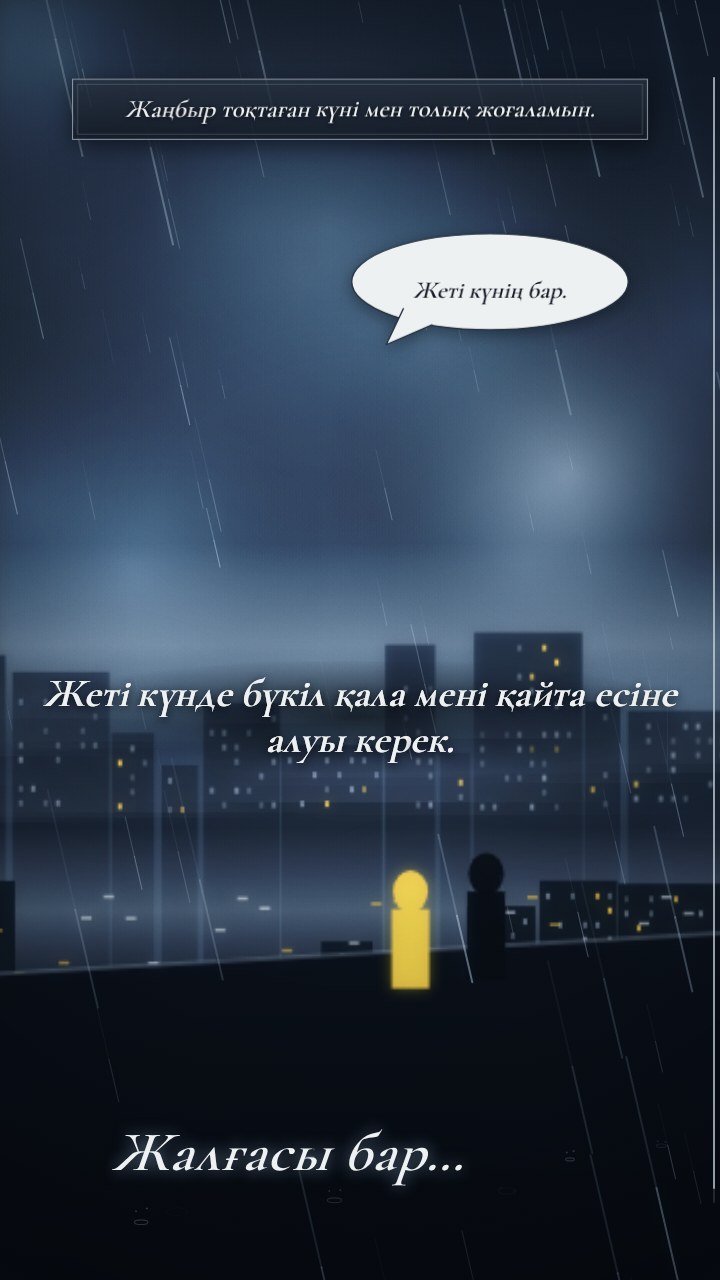 Жаңбыр тоқтаған күні мен толық жоғаламын.
Жеті күнің бар.
Жеті күнде бүкіл қала мені қайта есіне
алуы керек.
Жалғасы бар...